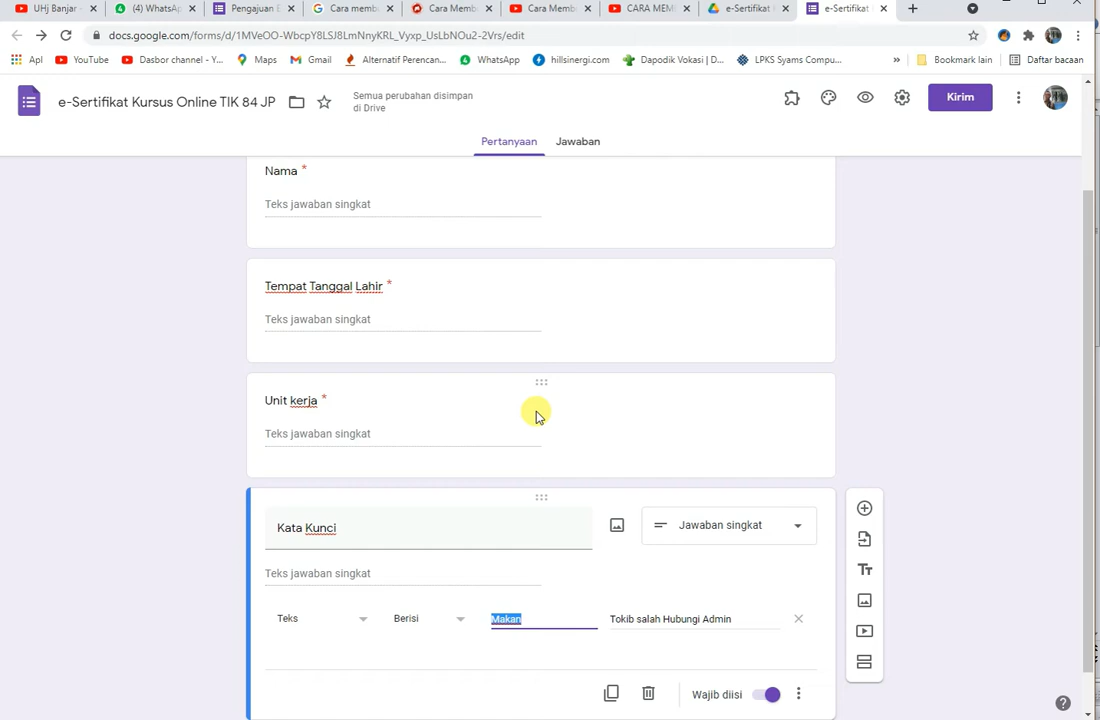 UHj Banjar -
(4) WhatsAp
Pengajuan E
Cara memb
Cara Memb
Cara Memb
CARA MEM
e-Sertifikat
e-Sertifikat
docs.google.com/forms/d/1MVeOO-WbcpY8LSJ8LmNnyKRL_Vyxp_UsLbNOu2-2Vrs/edit
Apl
YouTube
Dasbor channel - Y...
Maps
Gmail
Alternatif Perencan...
WhatsApp
hillsinergi.com
Dapodik Vokasi | D...
LPKS Syams Compu...
»
Bookmark lain
Daftar bacaan
e-Sertifikat Kursus Online TIK 84 JP
Semua perubahan disimpan
di Drive
Kirim
Pertanyaan
Jawaban
Nama *
Teks jawaban singkat
Tempat Tanggal Lahir *
Teks jawaban singkat
Unit kerja *
Teks jawaban singkat
Kata Kunci
Jawaban singkat
Teks jawaban singkat
Teks
Berisi
Makan
Tokib salah Hubungi Admin
Wajib diisi